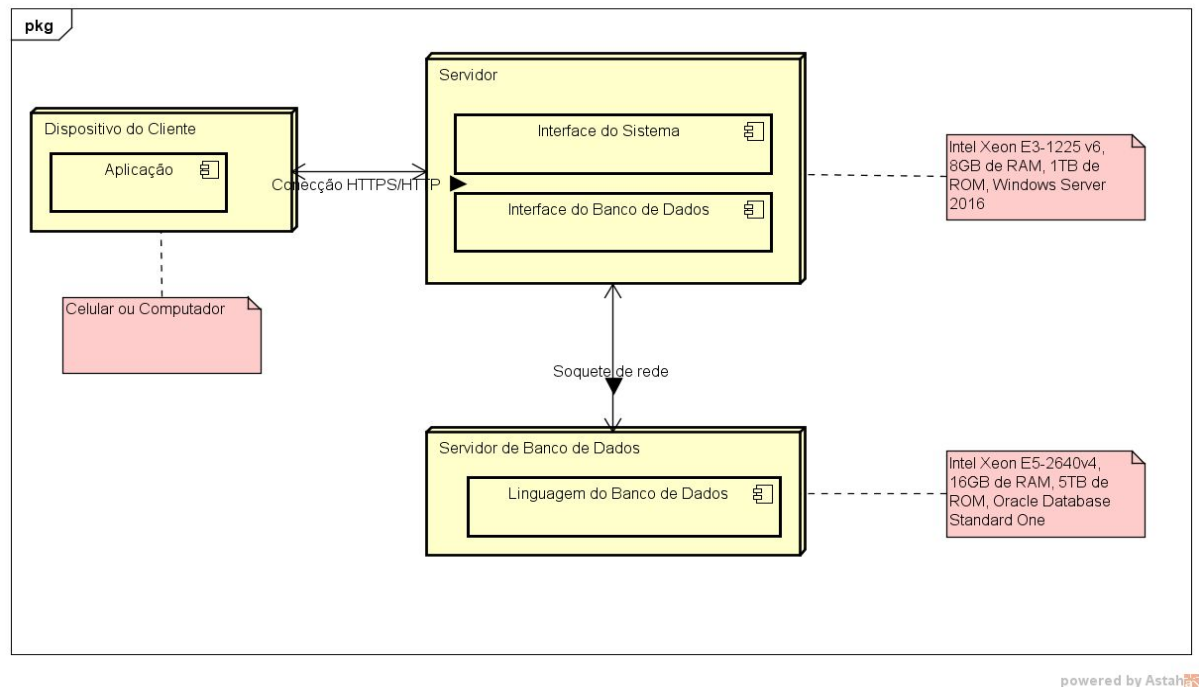 pkg
Servidor
Dispositivo do Cliente
Aplicação
Interface do Sistema
Conecção HTTPS/HTTP
Interface do Banco de Dados
Intel Xeon E3-1225 v6,
8GB de RAM, 1TB de
ROM, Windows Server
2016
Celular ou Computador
Soquete de rede
Servidor de Banco de Dados
Linguagem do Banco de Dados
Intel Xeon E5-2640v4,
16GB de RAM, 5TB de
ROM, Oracle Database
Standard One
powered by Astah